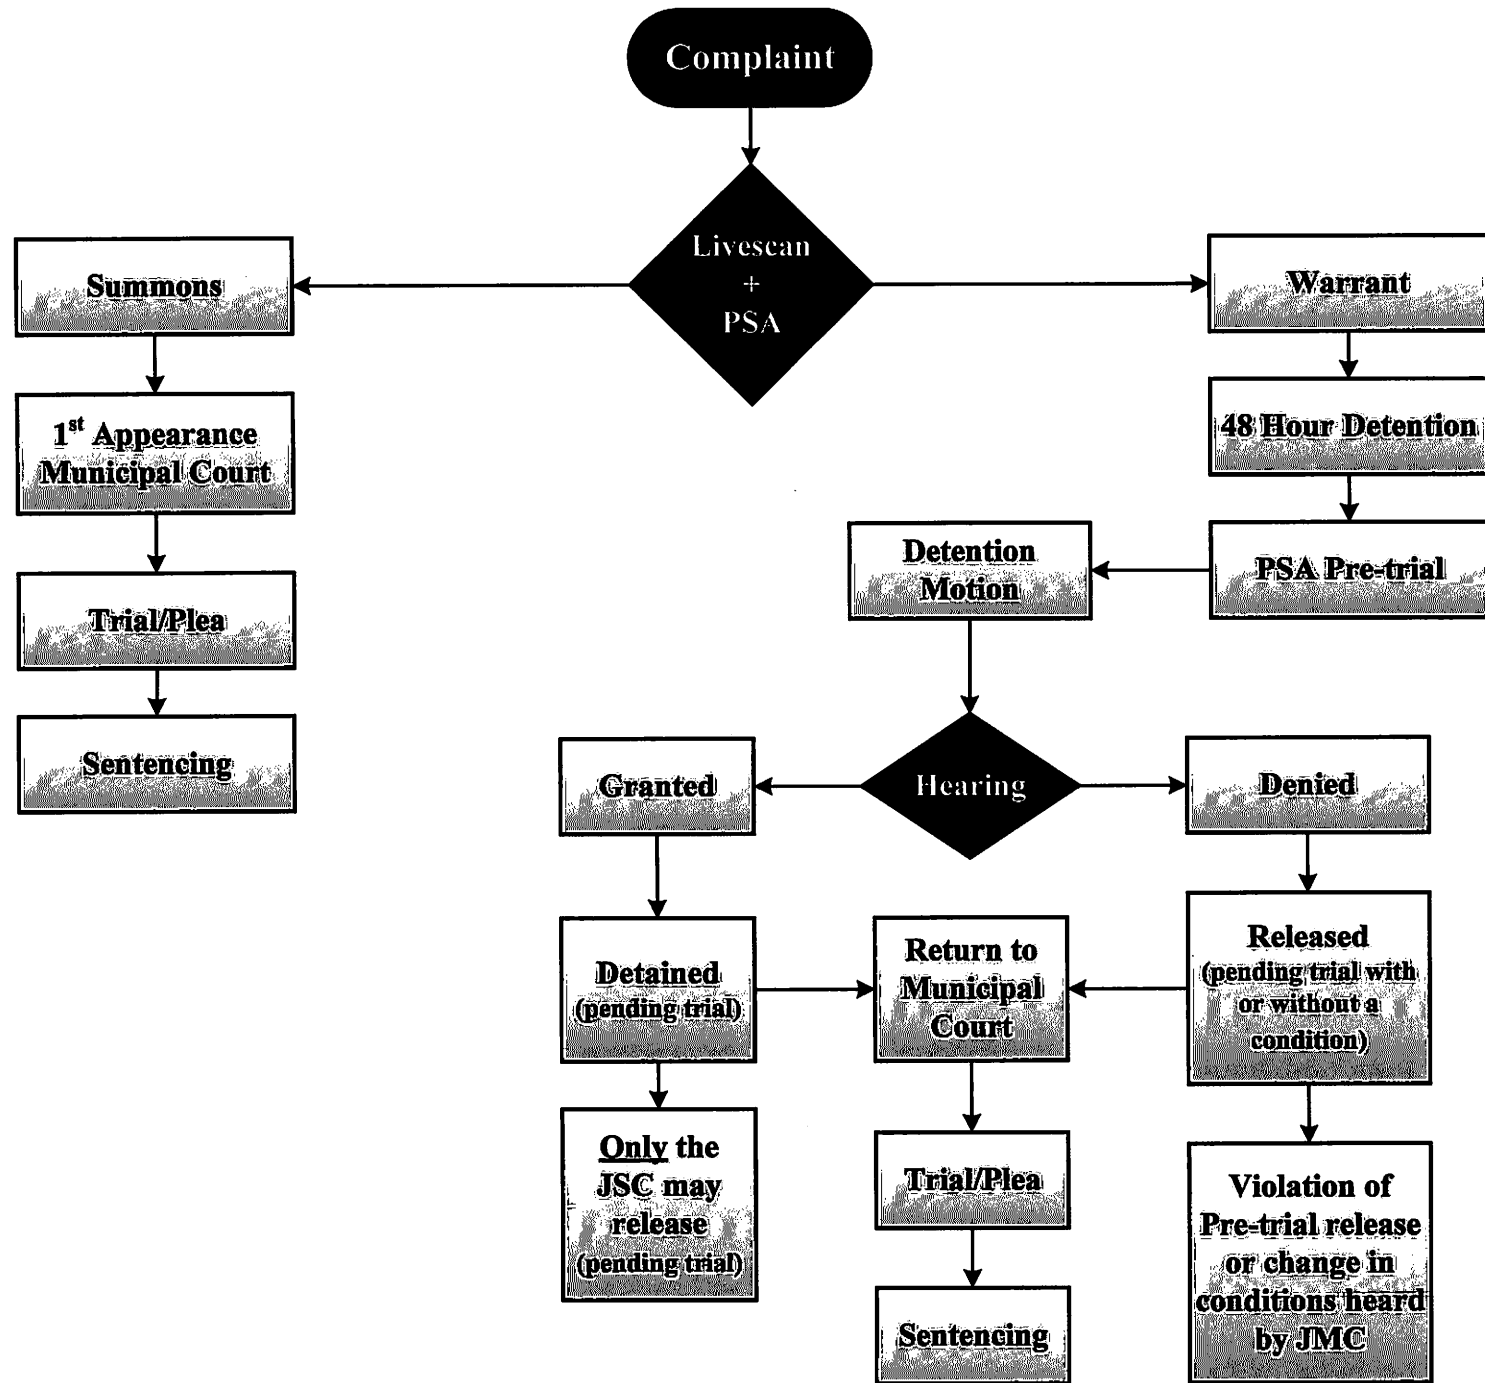 Complaint
Livescan
+
PSA
Summons
Warrant
1st Appearance
Municipal Court
48 Hour Detention
Detention
Motion
PSA Pre-trial
Trial/Plea
Sentencing
Granted
Hearing
Denied
Detained
(pending trial)
Return to
Municipal
Court
Released
(pending trial with
or without a
condition)
Only the
JSC may
release
(pending trial)
Trial/Plea
Sentencing
Violation of
Pre-trial release
or change in
conditions heard
by JMC